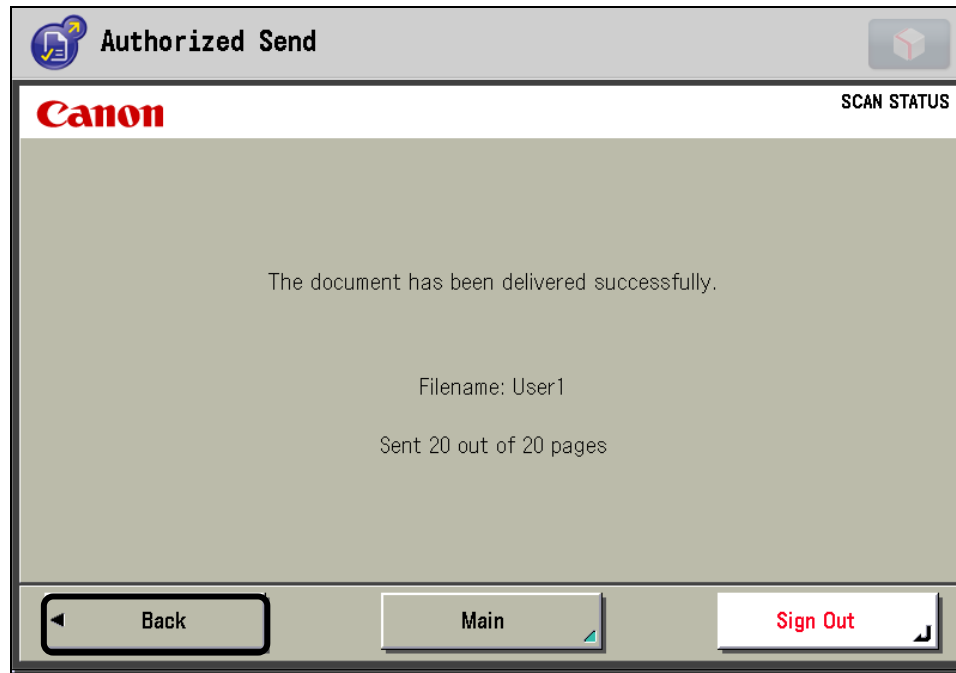 Authorized Send
Canon
SCAN STATUS
The document has been delivered successfully.
Filename: User1
Sent 20 out of 20 pages
Back
Main
Sign Out